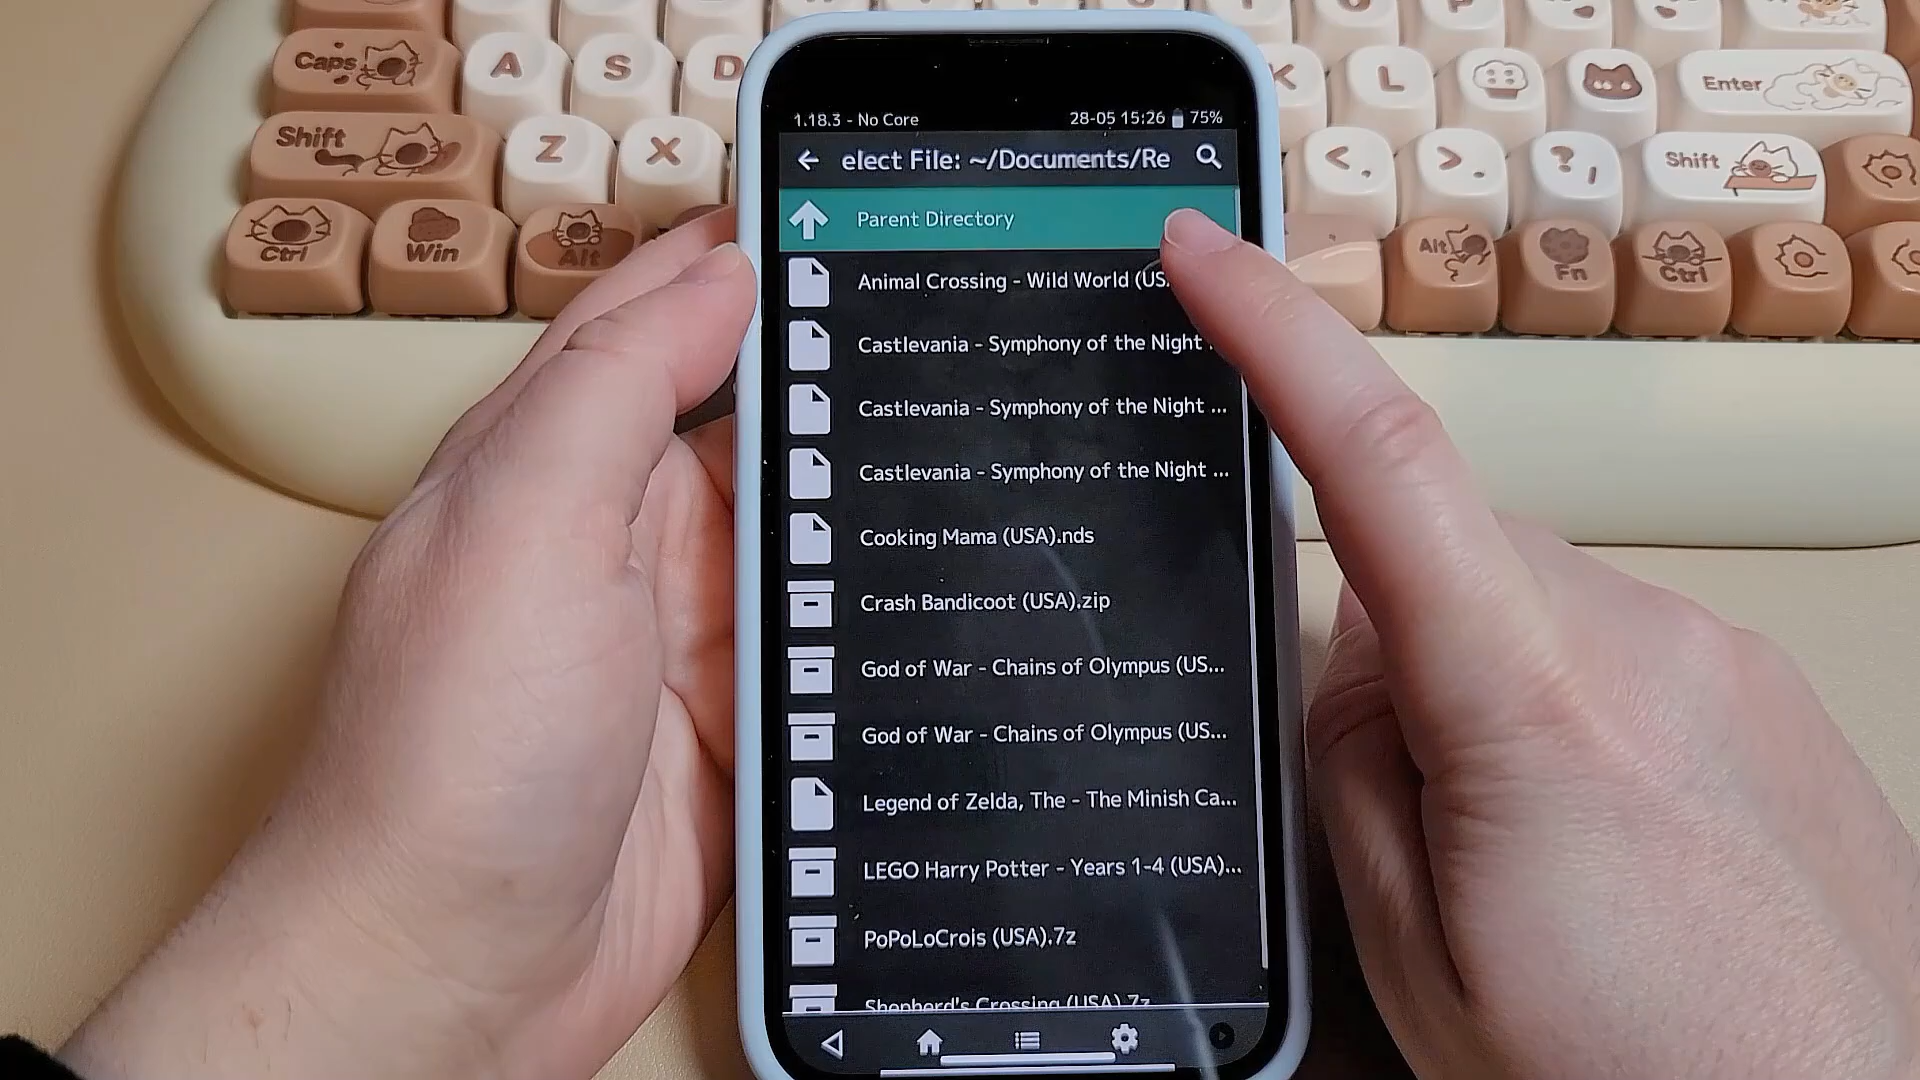 Caps
A
S
D
K
L
Enter
Shift
Z
X
<,
>.
?/
Shift
Ctrl
Win
Alt
Alt
Fn
Ctrl
1.18.3 - No Core
28-05 15:26 75%
elect File: ~/Documents/Re
Parent Directory
Animal Crossing - Wild World (US
Castlevania - Symphony of the Night
Castlevania - Symphony of the Night ...
Castlevania - Symphony of the Night ...
Cooking Mama (USA).nds
Crash Bandicoot (USA).zip
God of War - Chains of Olympus (US...
God of War - Chains of Olympus (US...
Legend of Zelda, The - The Minish Ca...
LEGO Harry Potter - Years 1-4 (USA)...
PoPoLoCrois (USA).7z
Shepherd's Crossing (USA).7z